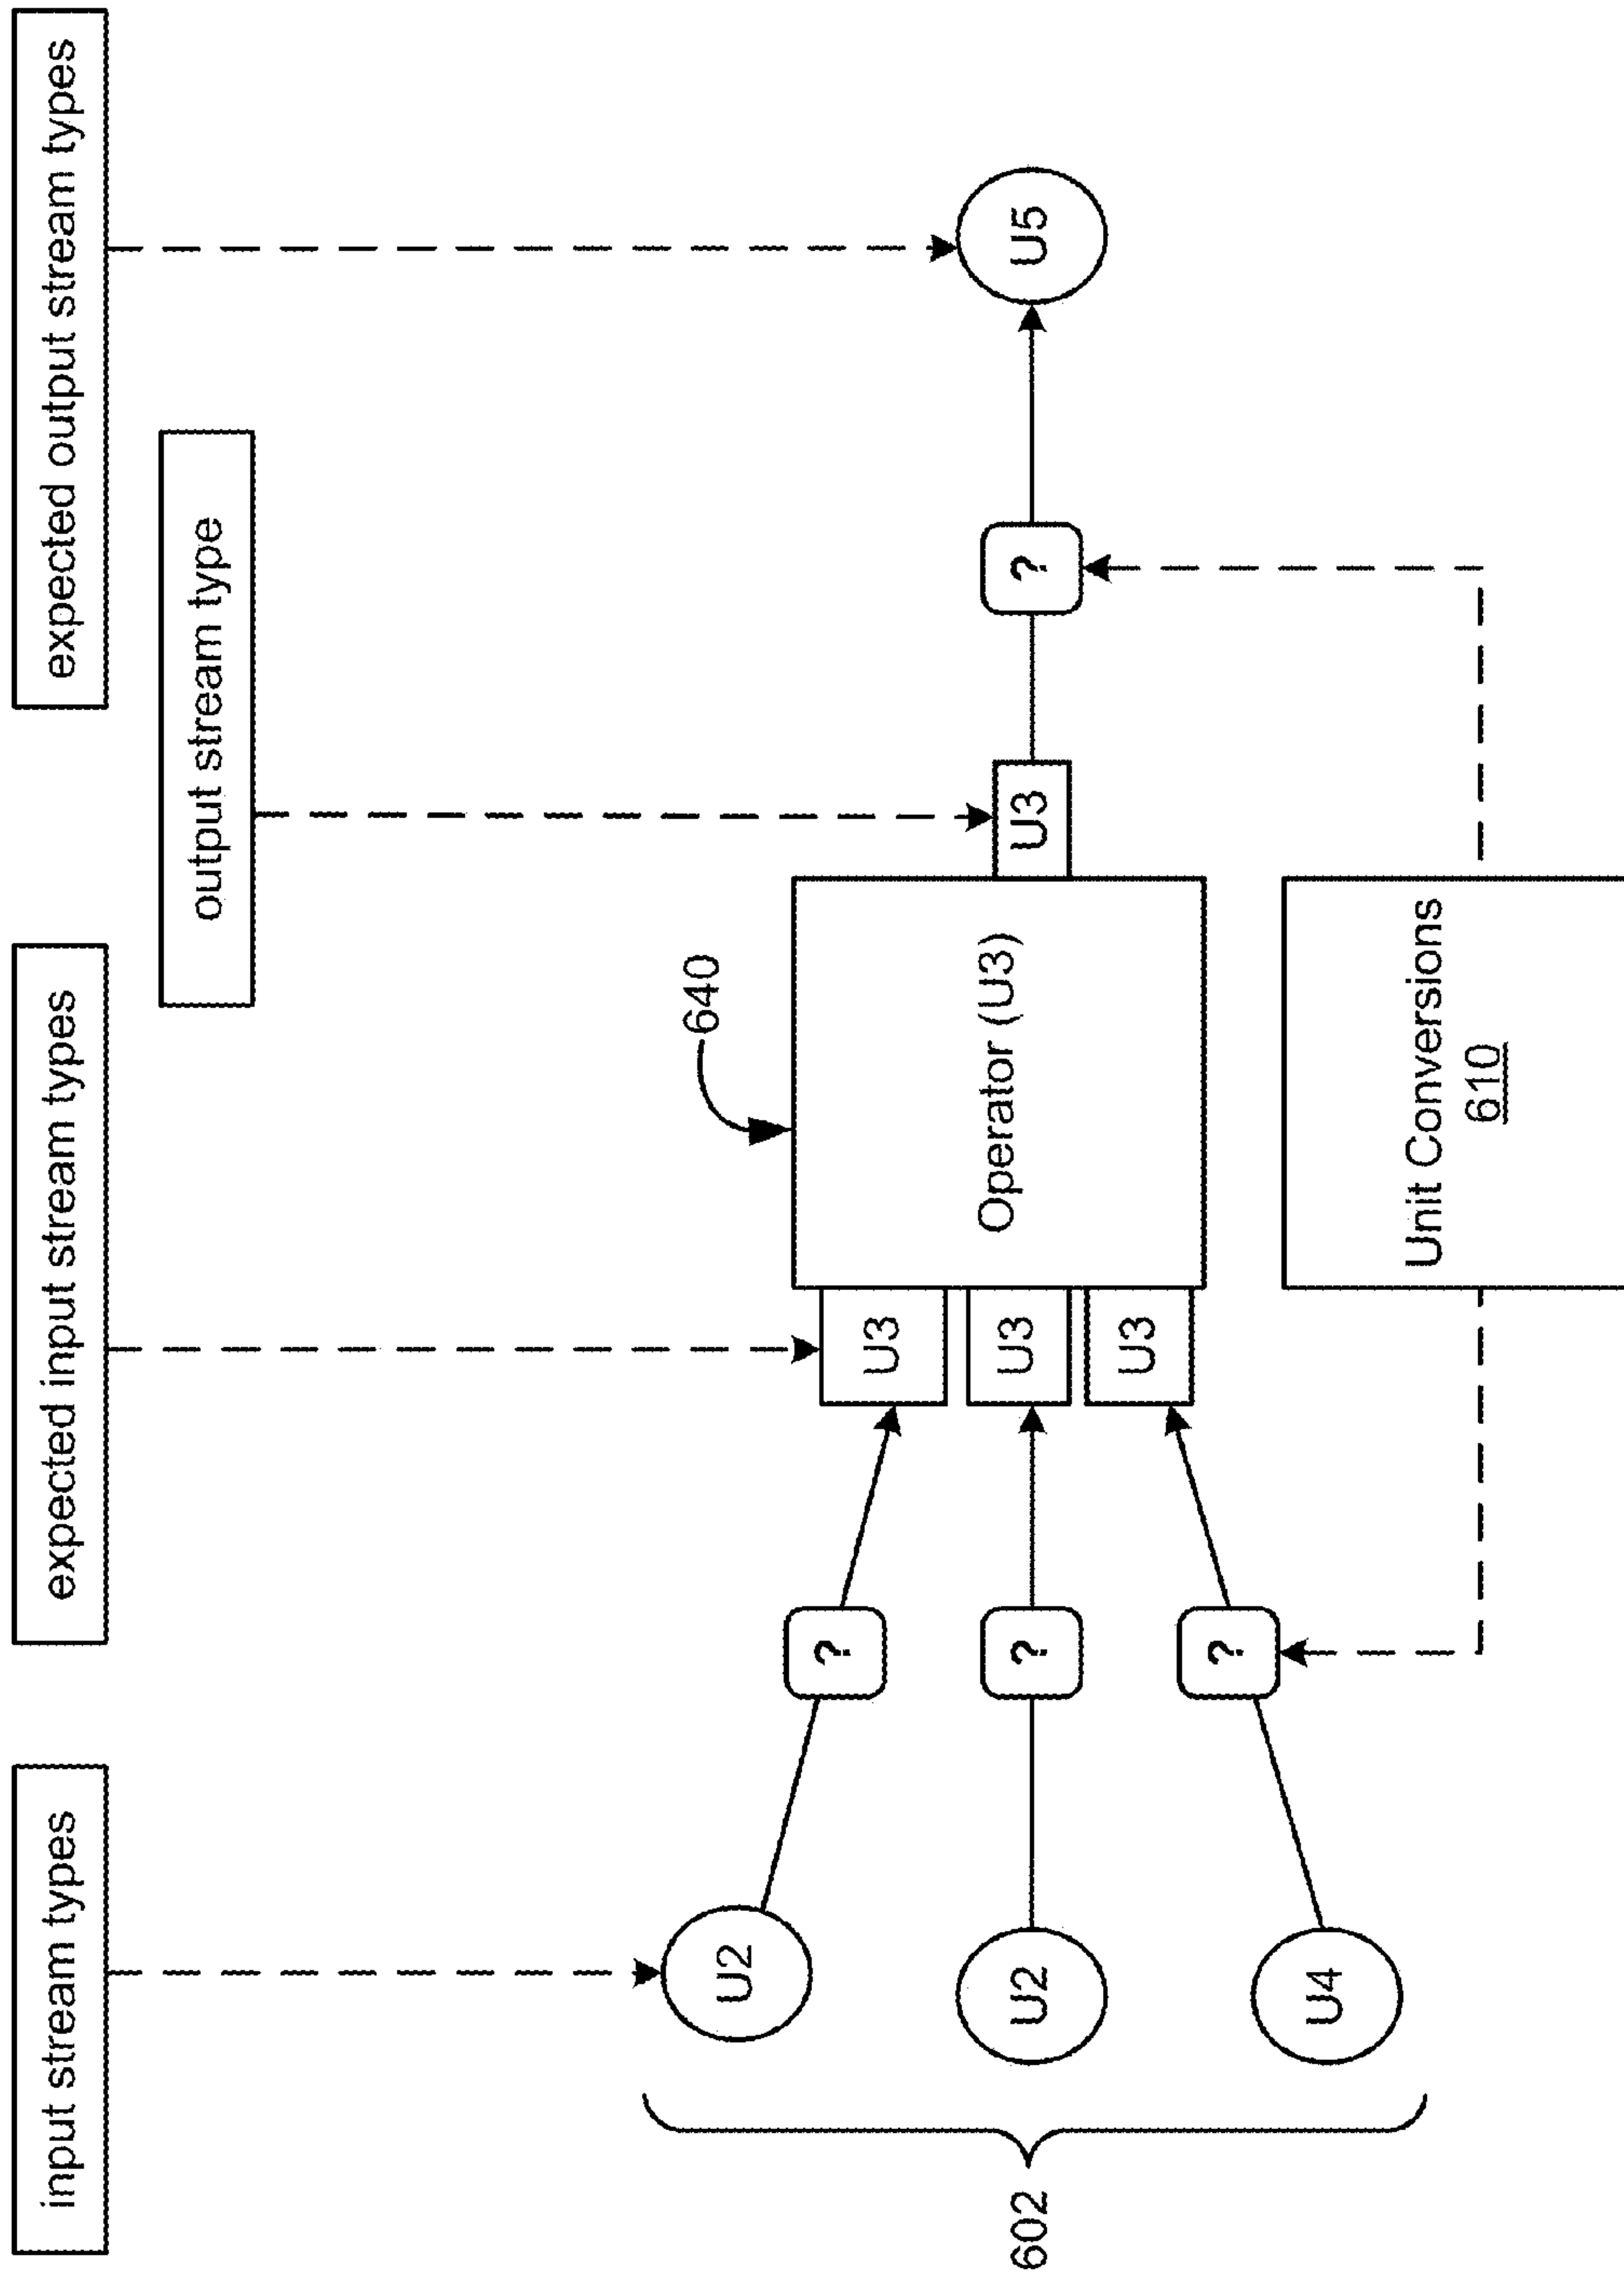 input stream types
expected input stream types
output stream type
expected output stream types
640
602
U2
U2
U4
?
?
?
U3
U3
U3
Operator (U3)
U3
?
U5
Unit Conversions
610